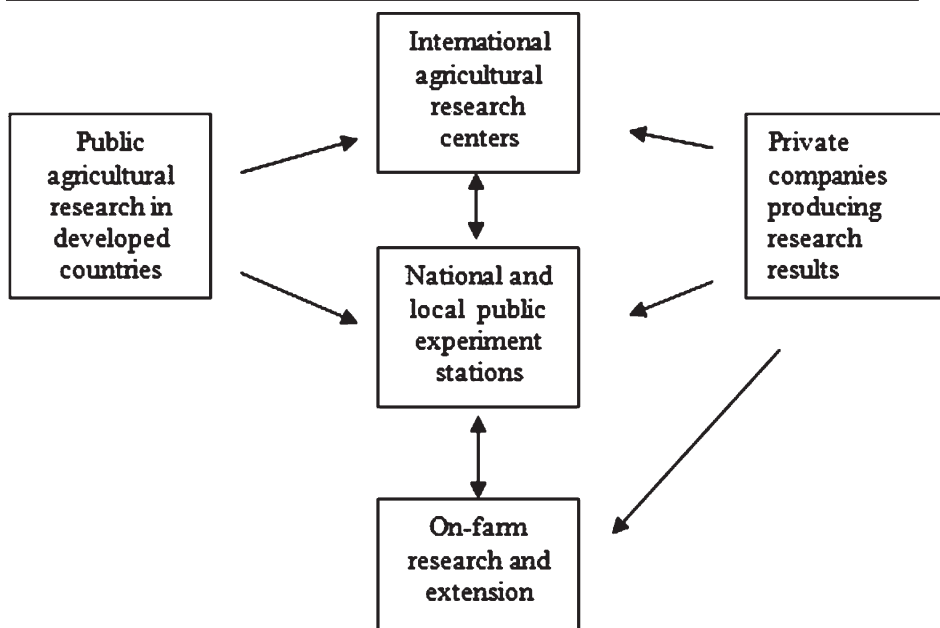 International
agricultural
research
centers
Public
agricultural
research in
developed
countries
Private
companies
producing
research
results
National and
local public
experiment
stations
On-farm
research and
extension